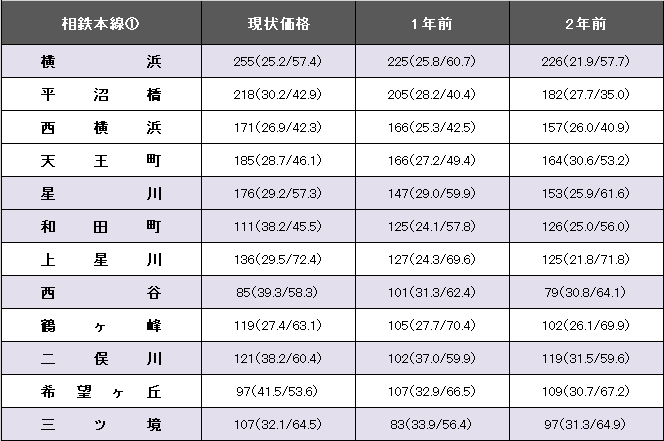 相鉄本線① 現状価格 1年前 2年前
横浜 255(25.2/57.4) 225(25.8/60.7) 226(21.9/57.7)
平沼橋 218(30.2/42.9) 205(28.2/40.4) 182(27.7/35.0)
西横浜 171(26.9/42.3) 166(25.3/42.5) 157(26.0/40.9)
天王町 185(28.7/46.1) 166(27.2/49.4) 164(30.6/53.2)
星川 176(29.2/57.3) 147(29.0/59.9) 153(25.9/61.6)
和田町 111(38.2/45.5) 125(24.1/57.8) 126(25.0/56.0)
上星川 136(29.5/72.4) 127(24.3/69.6) 125(21.8/71.8)
西谷 85(39.3/58.3) 101(31.3/62.4) 79(30.8/64.1)
鶴ヶ峰 119(27.4/63.1) 105(27.7/70.4) 102(26.1/69.9)
二俣川 121(38.2/60.4) 102(37.0/59.9) 119(31.5/59.6)
希望ヶ丘 97(41.5/53.6) 107(32.9/66.5) 109(30.7/67.2)
三ツ境 107(32.1/64.5) 83(33.9/56.4) 97(31.3/64.9)